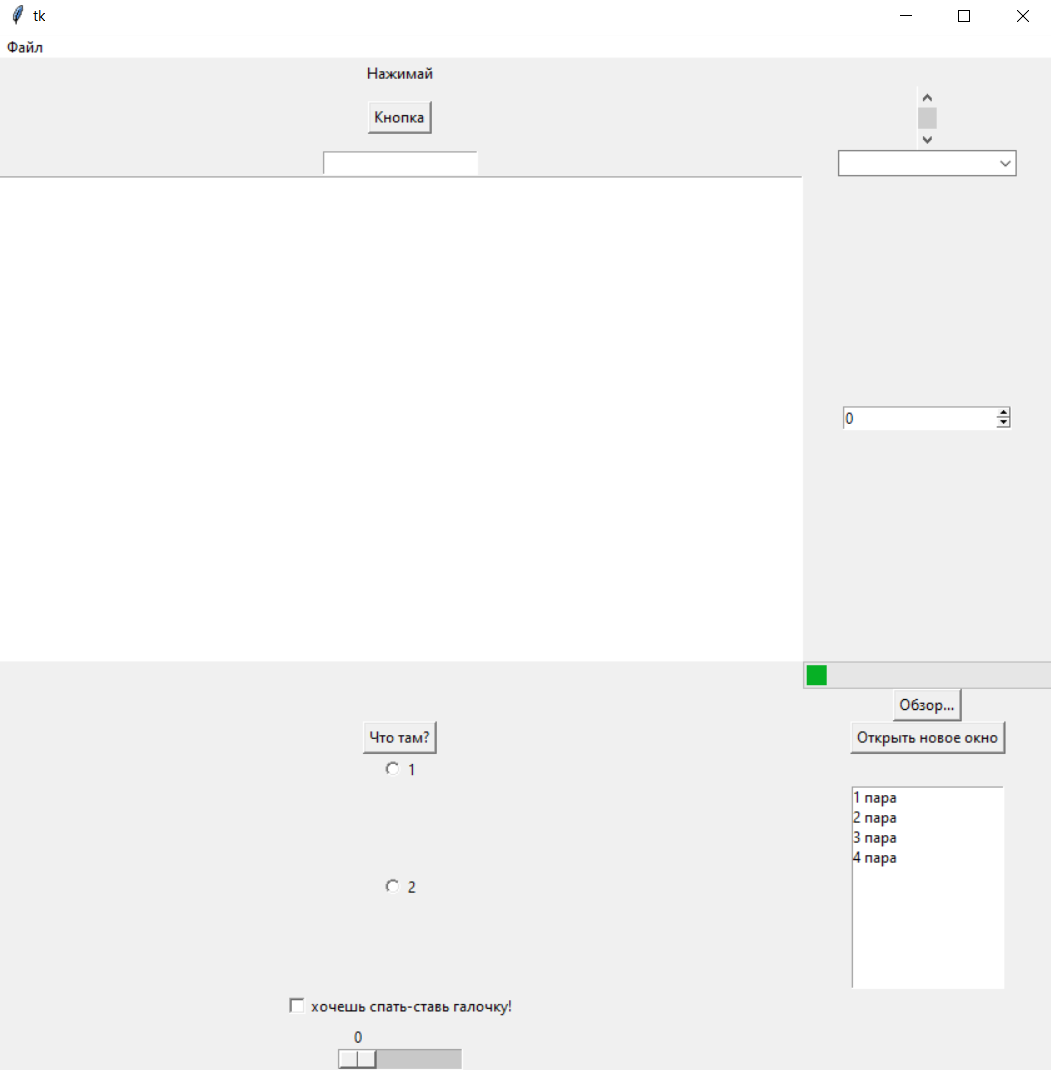 tk
Файл
Нажимай
Кнопка
0
Обзор...
Что там?
Открыть новое окно
1
1 пара
2 пара
3 пара
4 пара
2
хочешь спать-ставь галочку!
0